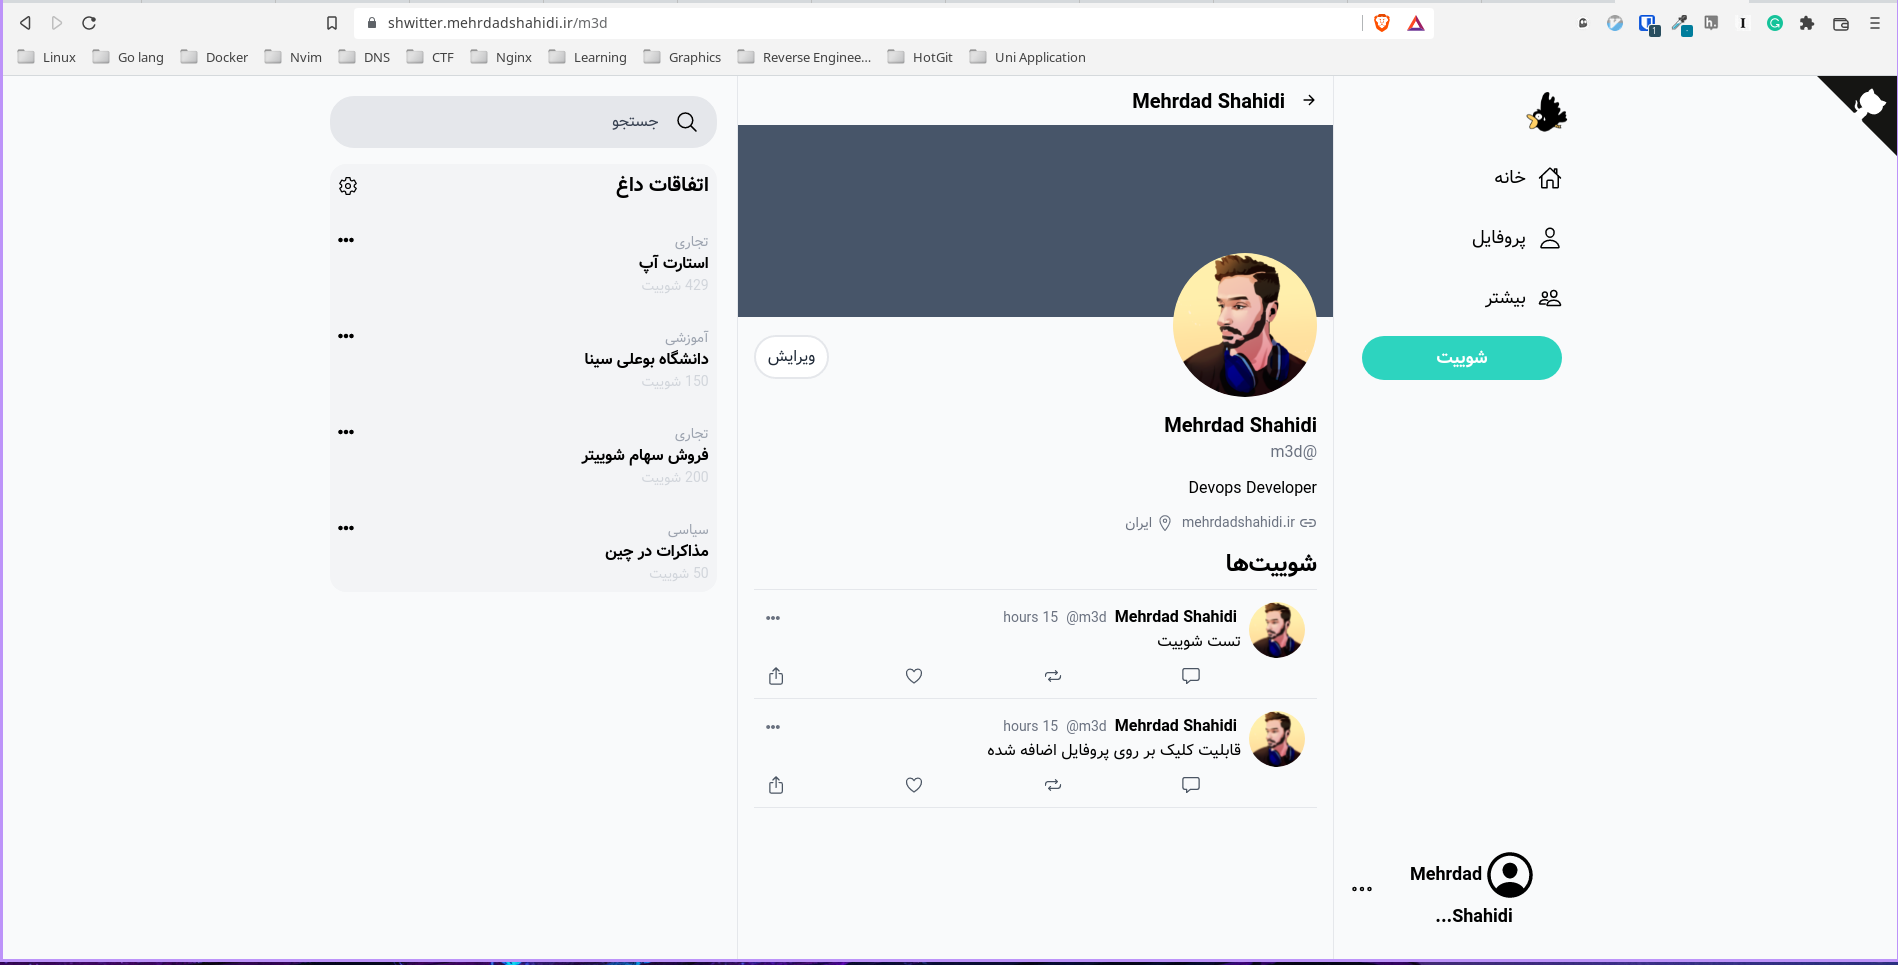 shwitter.mehrdadshahidi.ir/m3d
Linux Go lang Docker Nvim DNS CTF Nginx Learning Graphics Reverse Enginee... HotGit Uni Application
Mehrdad Shahidi
خانه
پروفایل
بیشتر
شوییت
ویرایش
Mehrdad Shahidi
m3d@
Devops Developer
mehrdadshahidi.ir
ایران
شوییت‌ها
Mehrdad Shahidi @m3d hours 15
تست شوییت
Mehrdad Shahidi @m3d hours 15
قابلیت کلیک بر روی پروفایل اضافه شده
جستجو
اتفاقات داغ
تجاری
استارت آپ
429 شوییت
آموزشی
دانشگاه بوعلی سینا
150 شوییت
تجاری
فروش سهام شوییتر
200 شوییت
سیاسی
مذاکرات در چین
50 شوییت
Mehrdad
...Shahidi